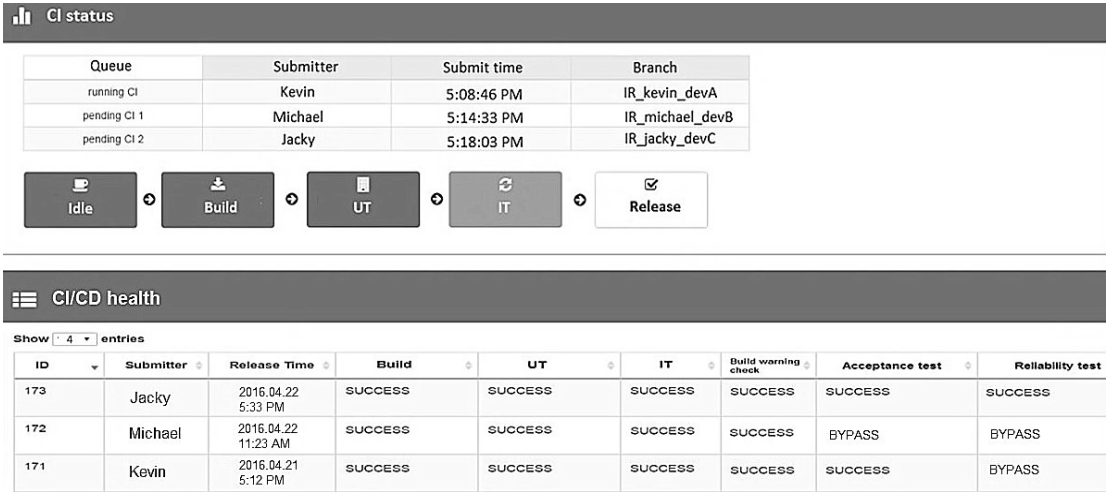 CI status
Queue Submitter Submit time Branch
running CI Kevin 5:08:46 PM IR_kevin_devA
pending CI 1 Michael 5:14:33 PM IR_michael_devB
pending CI 2 Jacky 5:18:03 PM IR_jacky_devC
Idle Build UT IT Release
CI/CD health
Show 4 entries
ID Submitter Release Time Build UT IT Build warning check Acceptance test Reliability test
173 Jacky 2016.04.22 5:33 PM SUCCESS SUCCESS SUCCESS SUCCESS SUCCESS SUCCESS
172 Michael 2016.04.22 11:23 AM SUCCESS SUCCESS SUCCESS SUCCESS BYPASS BYPASS
171 Kevin 2016.04.21 5:12 PM SUCCESS SUCCESS SUCCESS SUCCESS SUCCESS BYPASS